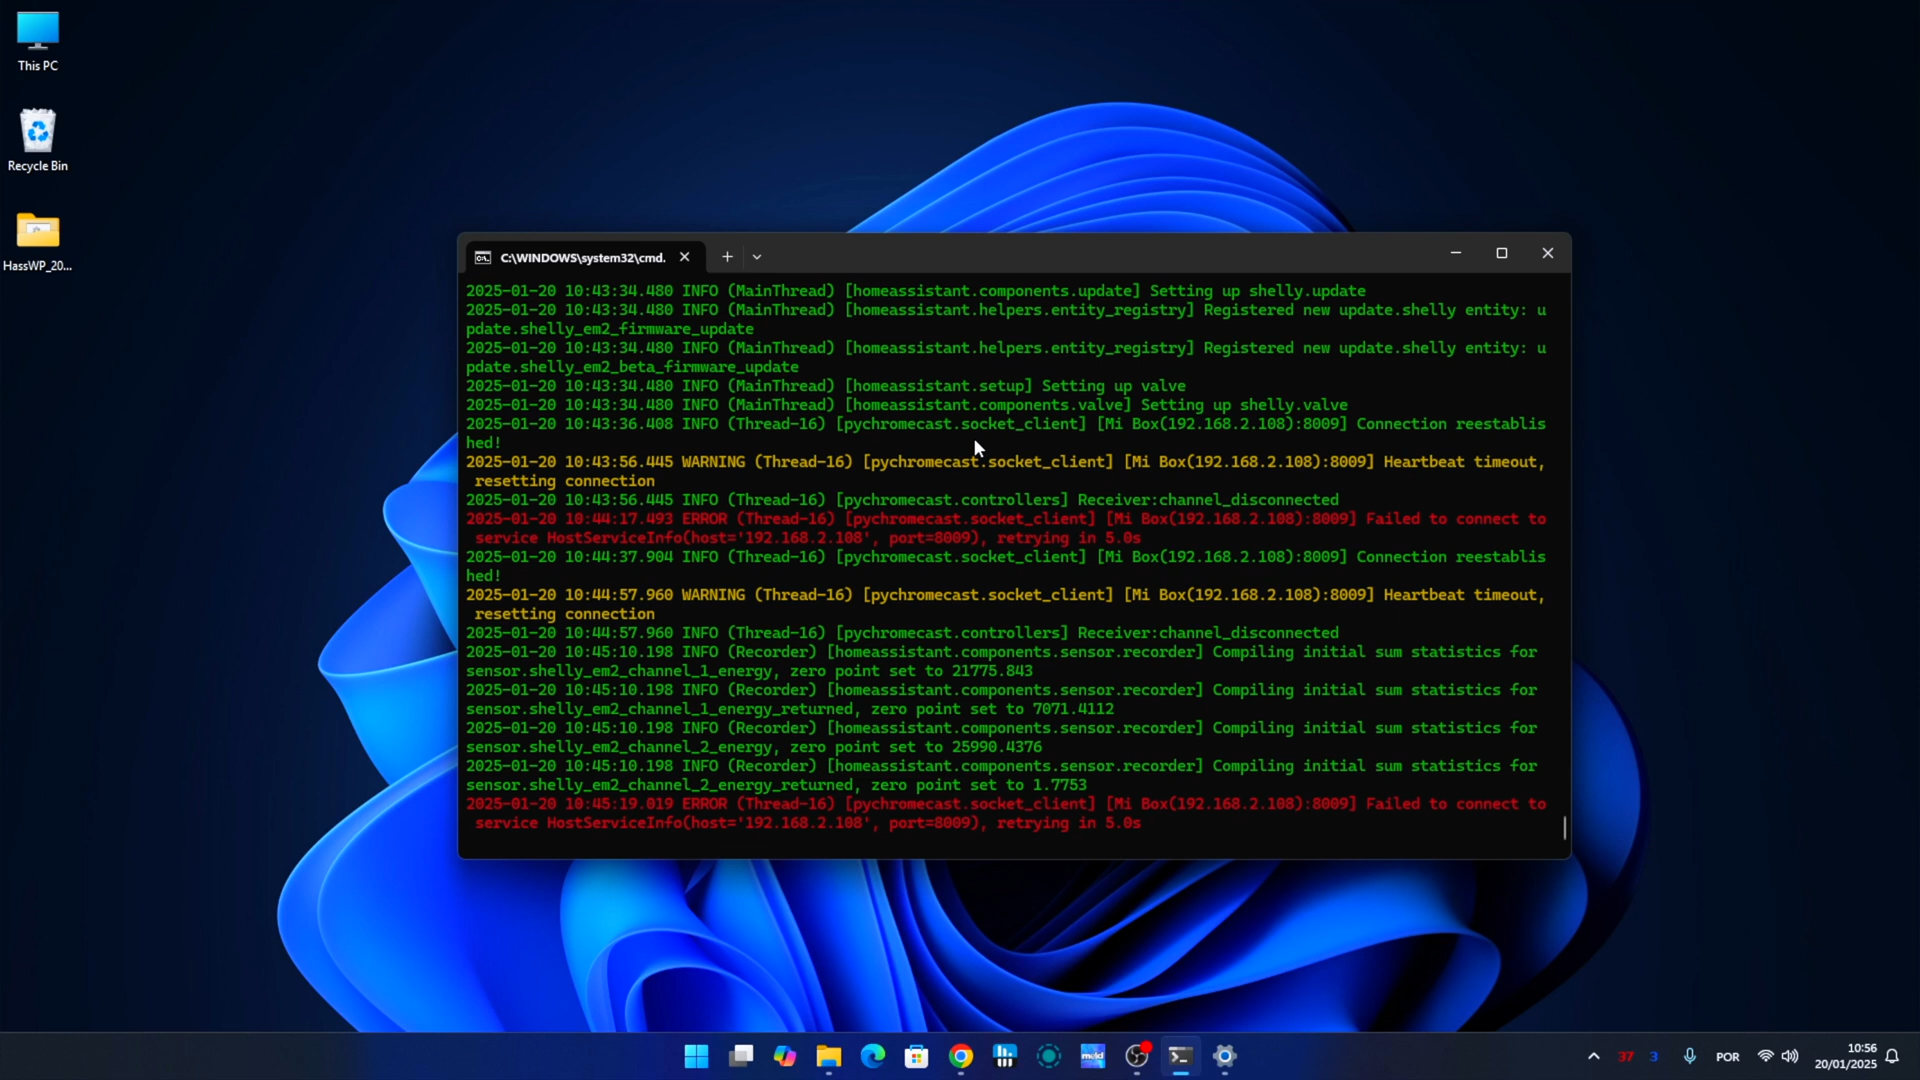 This PC
Recycle Bin
HassWP_20...
C:\WINDOWS\system32\cmd.
2025-01-20 10:43:34.480 INFO (MainThread) [homeassistant.components.update] Setting up shelly.update
2025-01-20 10:43:34.480 INFO (MainThread) [homeassistant.helpers.entity_registry] Registered new update.shelly entity: u
pdate.shelly_em2_firmware_update
2025-01-20 10:43:34.480 INFO (MainThread) [homeassistant.helpers.entity_registry] Registered new update.shelly entity: u
pdate.shelly_em2_beta_firmware_update
2025-01-20 10:43:34.480 INFO (MainThread) [homeassistant.setup] Setting up valve
2025-01-20 10:43:34.480 INFO (MainThread) [homeassistant.components.valve] Setting up shelly.valve
2025-01-20 10:43:36.408 INFO (Thread-16) [pychromecast.socket_client] [Mi Box(192.168.2.108):8009] Connection reestablis
hed!
2025-01-20 10:43:56.445 WARNING (Thread-16) [pychromecast.socket_client] [Mi Box(192.168.2.108):8009] Heartbeat timeout,
resetting connection
2025-01-20 10:43:56.445 INFO (Thread-16) [pychromecast.controllers] Receiver:channel_disconnected
2025-01-20 10:44:17.493 ERROR (Thread-16) [pychromecast.socket_client] [Mi Box(192.168.2.108):8009] Failed to connect to
service HostServiceInfo(host='192.168.2.108', port=8009), retrying in 5.0s
2025-01-20 10:44:37.904 INFO (Thread-16) [pychromecast.socket_client] [Mi Box(192.168.2.108):8009] Connection reestablis
hed!
2025-01-20 10:44:57.960 WARNING (Thread-16) [pychromecast.socket_client] [Mi Box(192.168.2.108):8009] Heartbeat timeout,
resetting connection
2025-01-20 10:44:57.960 INFO (Thread-16) [pychromecast.controllers] Receiver:channel_disconnected
2025-01-20 10:45:10.198 INFO (Recorder) [homeassistant.components.sensor.recorder] Compiling initial sum statistics for
sensor.shelly_em2_channel_1_energy, zero point set to 21775.843
2025-01-20 10:45:10.198 INFO (Recorder) [homeassistant.components.sensor.recorder] Compiling initial sum statistics for
sensor.shelly_em2_channel_1_energy_returned, zero point set to 7071.4112
2025-01-20 10:45:10.198 INFO (Recorder) [homeassistant.components.sensor.recorder] Compiling initial sum statistics for
sensor.shelly_em2_channel_2_energy, zero point set to 25990.4376
2025-01-20 10:45:10.198 INFO (Recorder) [homeassistant.components.sensor.recorder] Compiling initial sum statistics for
sensor.shelly_em2_channel_2_energy_returned, zero point set to 1.7753
2025-01-20 10:45:19.019 ERROR (Thread-16) [pychromecast.socket_client] [Mi Box(192.168.2.108):8009] Failed to connect to
service HostServiceInfo(host='192.168.2.108', port=8009), retrying in 5.0s
37 3 POR 10:56
20/01/2025